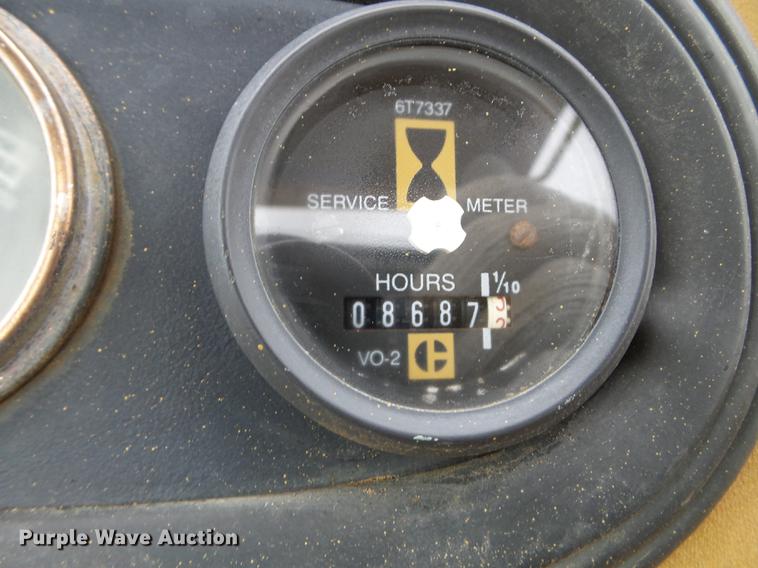 6T7337
SERVICE METER
HOURS 1/10
08687
VO-2
Purple Wave Auction